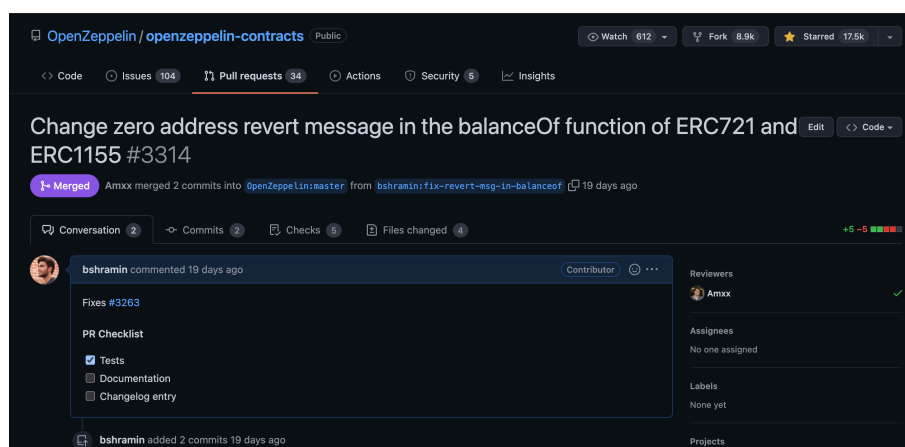 OpenZeppelin / openzeppelin-contracts Public
Watch 612 Fork 8.9k Starred 17.5k
Code Issues 104 Pull requests 34 Actions Security 5 Insights
Change zero address revert message in the balanceOf function of ERC721 and
ERC1155 #3314
Edit <> Code
Merged Amxx merged 2 commits into OpenZeppelin:master from bshramin:fix-revert-msg-in-balanceof 19 days ago
Conversation 2 Commits 2 Checks 5 Files changed 4 +5 −5
bshramin commented 19 days ago Contributor
Fixes #3263
PR Checklist
Tests
Documentation
Changelog entry
bshramin added 2 commits 19 days ago
Reviewers
Amxx
Assignees
No one assigned
Labels
None yet
Projects